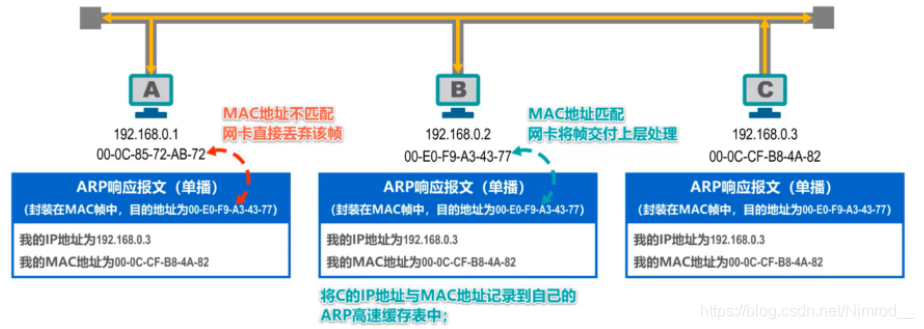 A
B
C
MAC地址不匹配
网卡直接丢弃该帧
MAC地址匹配
网卡将帧交付上层处理
192.168.0.1
00-0C-85-72-AB-72
192.168.0.2
00-E0-F9-A3-43-77
192.168.0.3
00-0C-CF-B8-4A-82
ARP响应报文（单播）
（封装在MAC帧中，目的地址为00-E0-F9-A3-43-77）
我的IP地址为192.168.0.3
我的MAC地址为00-0C-CF-B8-4A-82
ARP响应报文（单播）
（封装在MAC帧中，目的地址为00-E0-F9-A3-43-77）
我的IP地址为192.168.0.3
我的MAC地址为00-0C-CF-B8-4A-82
ARP响应报文（单播）
（封装在MAC帧中，目的地址为00-E0-F9-A3-43-77）
我的IP地址为192.168.0.3
我的MAC地址为00-0C-CF-B8-4A-82
将C的IP地址与MAC地址记录到自己的
ARP高速缓存表中；
https://blog.csdn.net/Nimrod__